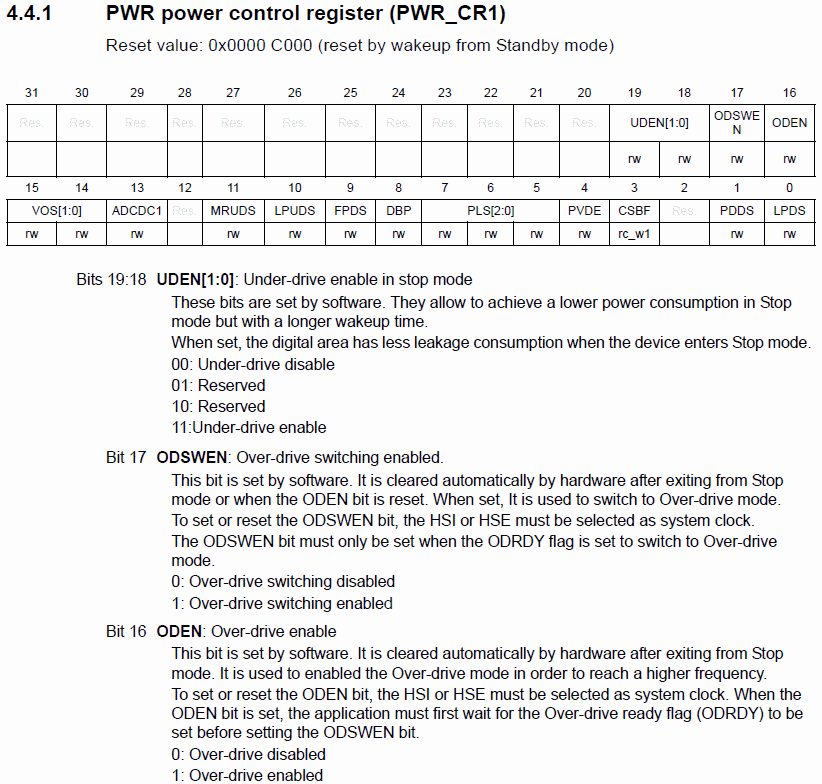 4.4.1 PWR power control register (PWR_CR1)
Reset value: 0x0000 C000 (reset by wakeup from Standby mode)
31 30 29 28 27 26 25 24 23 22 21 20 19 18 17 16
Res. Res. Res. Res. Res. Res. Res. Res. Res. Res. Res. Res. UDEN[1:0] ODSWE
N ODEN
rw rw rw rw
15 14 13 12 11 10 9 8 7 6 5 4 3 2 1 0
VOS[1:0] ADCDC1 Res. MRUDS LPUDS FPDS DBP PLS[2:0] PVDE CSBF Res. PDDS LPDS
rw rw rw rw rw rw rw rw rw rw rw rc_w1 rw rw
Bits 19:18 UDEN[1:0]: Under-drive enable in stop mode
These bits are set by software. They allow to achieve a lower power consumption in Stop
mode but with a longer wakeup time.
When set, the digital area has less leakage consumption when the device enters Stop mode.
00: Under-drive disable
01: Reserved
10: Reserved
11:Under-drive enable
Bit 17 ODSWEN: Over-drive switching enabled.
This bit is set by software. It is cleared automatically by hardware after exiting from Stop
mode or when the ODEN bit is reset. When set, It is used to switch to Over-drive mode.
To set or reset the ODSWEN bit, the HSI or HSE must be selected as system clock.
The ODSWEN bit must only be set when the ODRDY flag is set to switch to Over-drive
mode.
0: Over-drive switching disabled
1: Over-drive switching enabled
Bit 16 ODEN: Over-drive enable
This bit is set by software. It is cleared automatically by hardware after exiting from Stop
mode. It is used to enabled the Over-drive mode in order to reach a higher frequency.
To set or reset the ODEN bit, the HSI or HSE must be selected as system clock. When the
ODEN bit is set, the application must first wait for the Over-drive ready flag (ODRDY) to be
set before setting the ODSWEN bit.
0: Over-drive disabled
1: Over-drive enabled